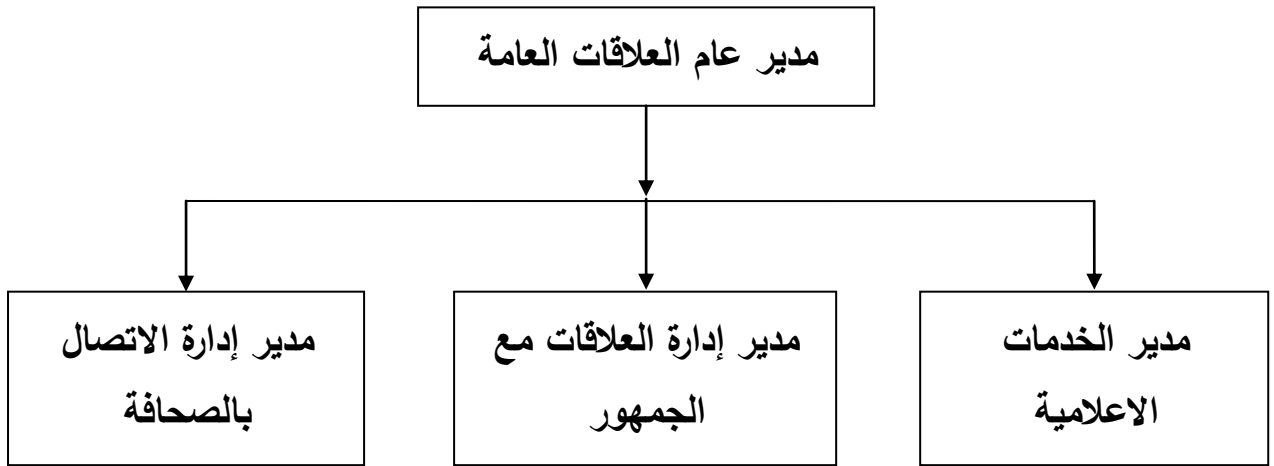 مدير عام العلاقات العامة
مدير الخدمات
الاعلامية
مدير إدارة العلاقات مع
الجمهور
مدير إدارة الاتصال
بالصحافة